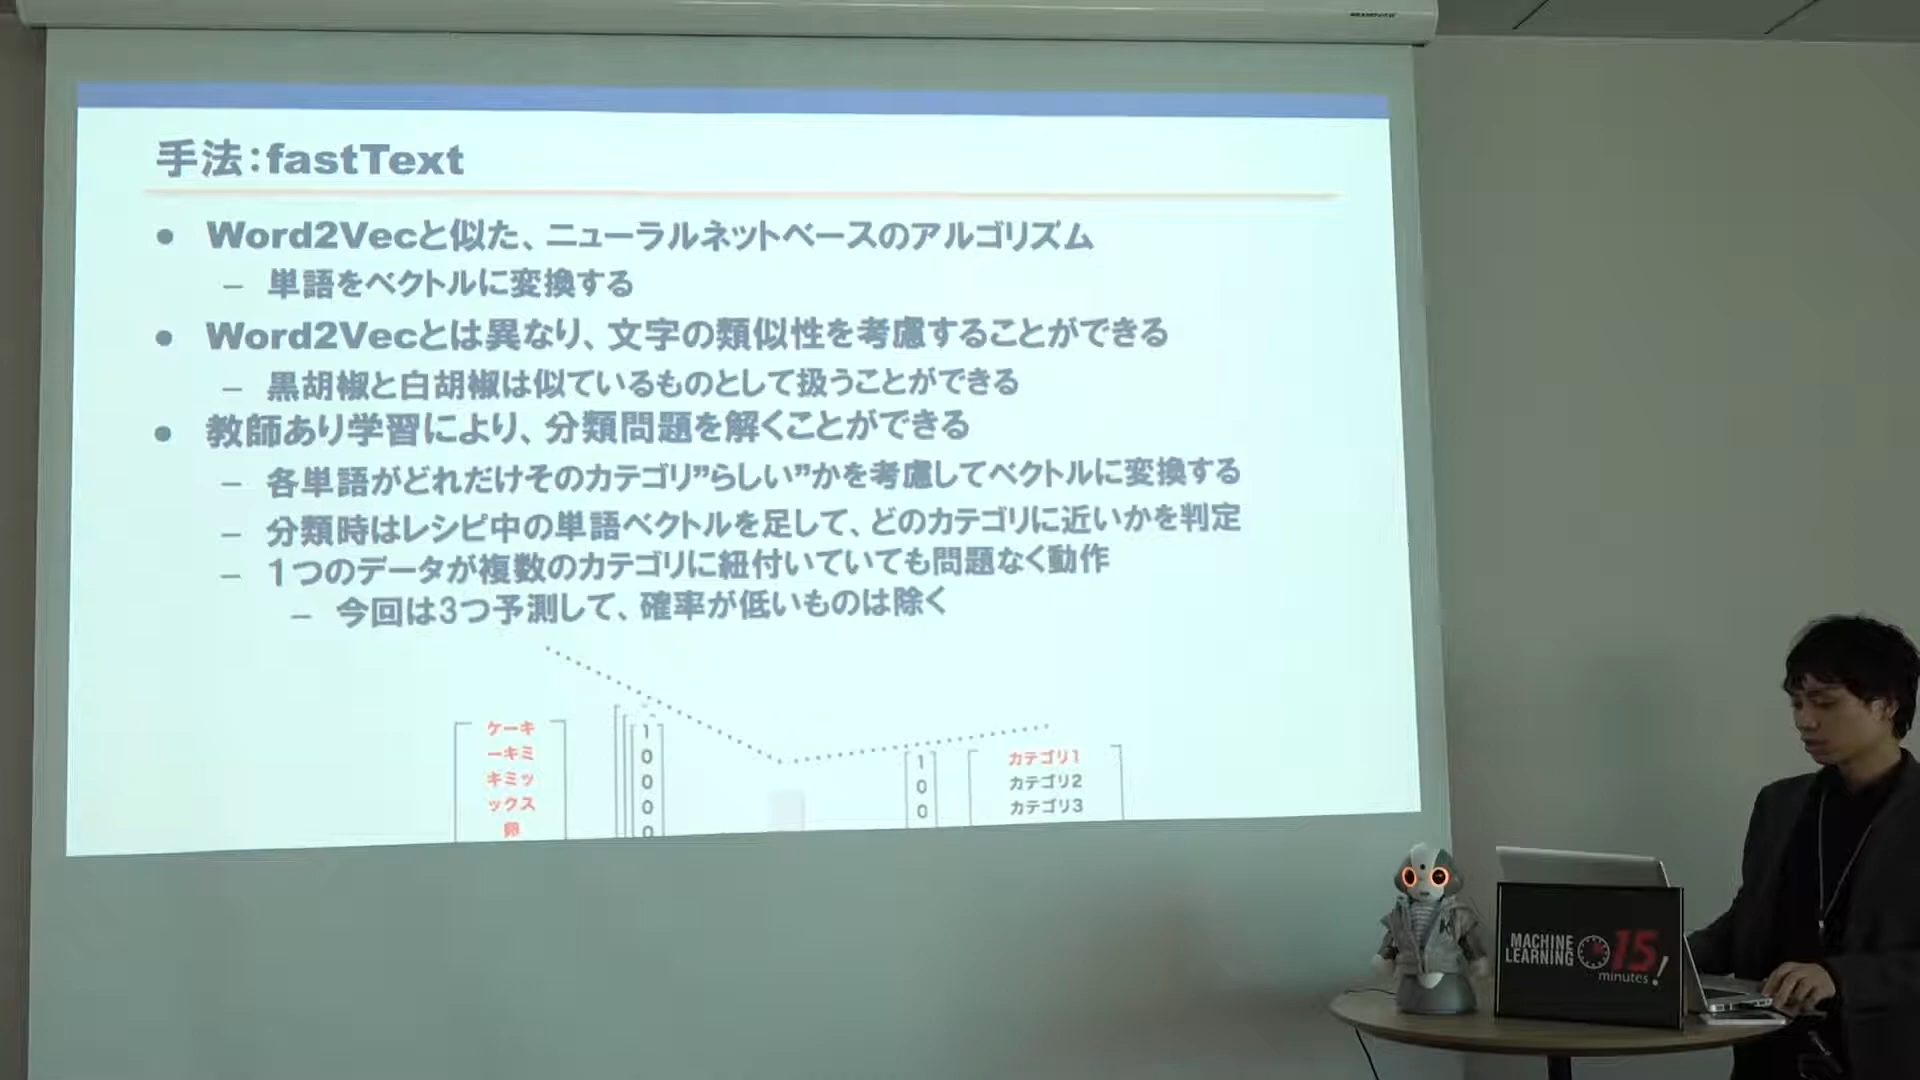 手法：fastText
● Word2Vecと似た、ニューラルネットベースのアルゴリズム
– 単語をベクトルに変換する
● Word2Vecとは異なり、文字の類似性を考慮することができる
– 黒胡椒と白胡椒は似ているものとして扱うことができる
● 教師あり学習により、分類問題を解くことができる
– 各単語がどれだけそのカテゴリ”らしい”かを考慮してベクトルに変換する
– 分類時はレシピ中の単語ベクトルを足して、どのカテゴリに近いかを判定
– 1つのデータが複数のカテゴリに紐付いていても問題なく動作
– 今回は3つ予測して、確率が低いものは除く
ケーキ
ーキミ
キミッ
ックス
卵
1
0
0
0
0
1
0
0
カテゴリ1
カテゴリ2
カテゴリ3
MACHINE
LEARNING
15
minutes!